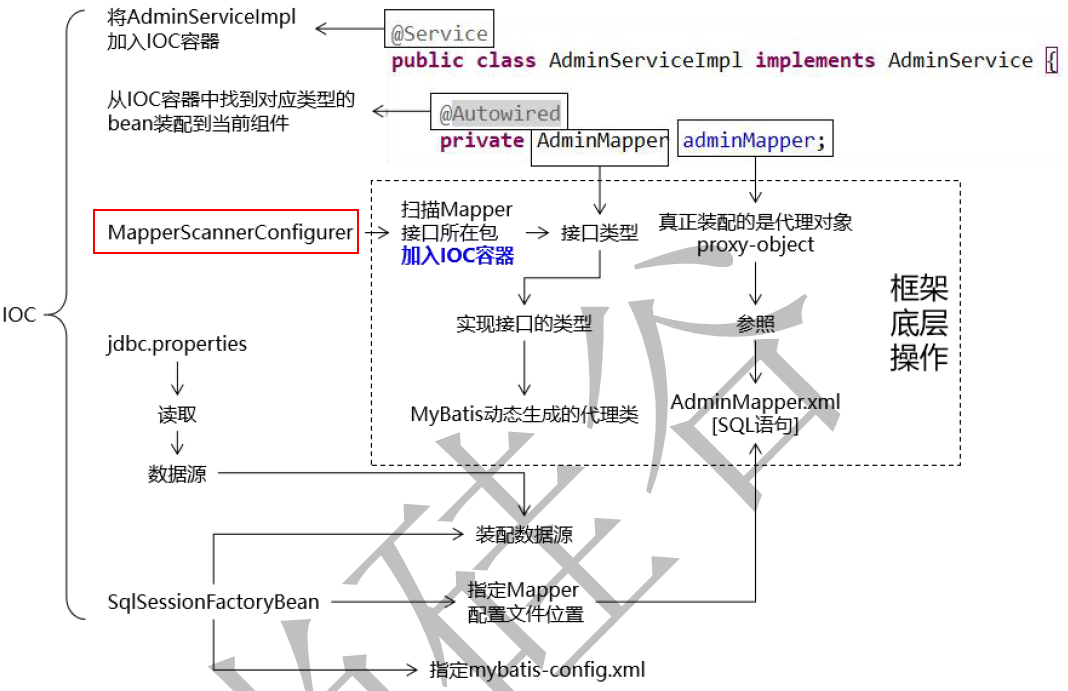 将AdminServiceImpl
加入IOC容器
@Service
public class AdminServiceImpl implements AdminService {
从IOC容器中找到对应类型的
bean装配到当前组件
@Autowired
private AdminMapper adminMapper;
MapperScannerConfigurer
扫描Mapper
接口所在包
加入IOC容器
接口类型
真正装配的是代理对象
proxy-object
框架
底层
操作
IOC
实现接口的类型
参照
jdbc.properties
读取
MyBatis动态生成的代理类
AdminMapper.xml
[SQL语句]
数据源
装配数据源
SqlSessionFactoryBean
指定Mapper
配置文件位置
指定mybatis-config.xml
硅谷